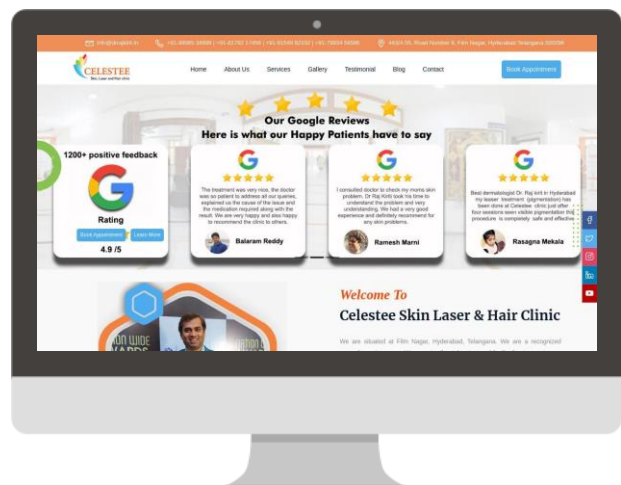 CELESTEE
Home About Us Services Gallery Testimonial Blog Contact
Book Appointment
Our Google Reviews
Here is what our Happy Patients have to say
1200+ positive feedback
Rating
Book Appointment Learn More
4.9 /5
The treatment was very nice, the doctor
was so patient to address all our queries,
explained us the cause of the issue and
the medication required along with the
result. We are very happy and also happy
to recommend the clinic to others.
Balaram Reddy
I consulted doctor to check my moms skin
problem. Dr Raj Kirit took his time to
understand the problem and very
understanding. We had a very good
experience and definitely recommend for
any skin problems.
Ramesh Marni
Best dermatologist Dr. Raj kirit in Hyderabad
my leaser treatment (pigmentation) has
been done at Celestee clinic just after
four sessions seen visible pigmentation this
procedure is completely safe and effective
Rasagna Mekala
Welcome To
Celestee Skin Laser & Hair Clinic
We are situated at Film Nagar, Hyderabad, Telangana. We are a recognized